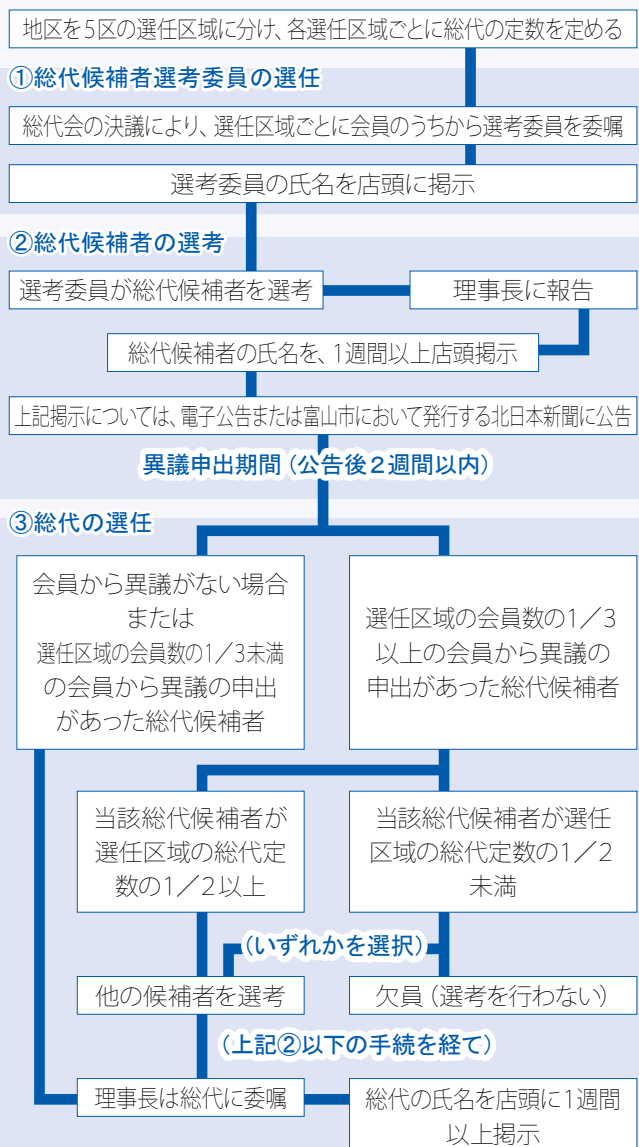 地区を5区の選任区域に分け、各選任区域ごとに総代の定数を定める
①総代候補者選考委員の選任
総代会の決議により、選任区域ごとに会員のうちから選考委員を委嘱
選考委員の氏名を店頭に掲示
②総代候補者の選考
選考委員が総代候補者を選考
理事長に報告
総代候補者の氏名を、1週間以上店頭掲示
上記掲示については、電子公告または富山市において発行する北日本新聞に公告
異議申出期間（公告後2週間以内）
③総代の選任
会員から異議がない場合
または
選任区域の会員数の1／3未満
の会員から異議の申出
があった総代候補者
選任区域の会員数の1／3
以上の会員から異議の
申出があった総代候補者
当該総代候補者が
選任区域の総代定
数の1／2以上
当該総代候補者が選任
区域の総代定数の1／2
未満
（いずれかを選択）
他の候補者を選考
欠員（選考を行わない）
（上記②以下の手続を経て）
理事長は総代に委嘱
総代の氏名を店頭に1週間
以上掲示